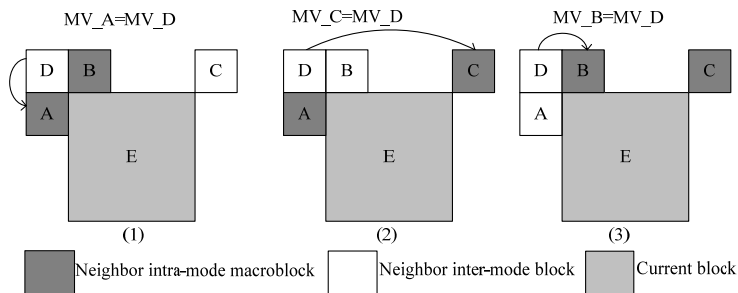 MV_A=MV_D
MV_C=MV_D
MV_B=MV_D
D B C
A
E
D B C
A
E
D B C
A
E
(1) (2) (3)
Neighbor intra-mode macroblock
Neighbor inter-mode block
Current block